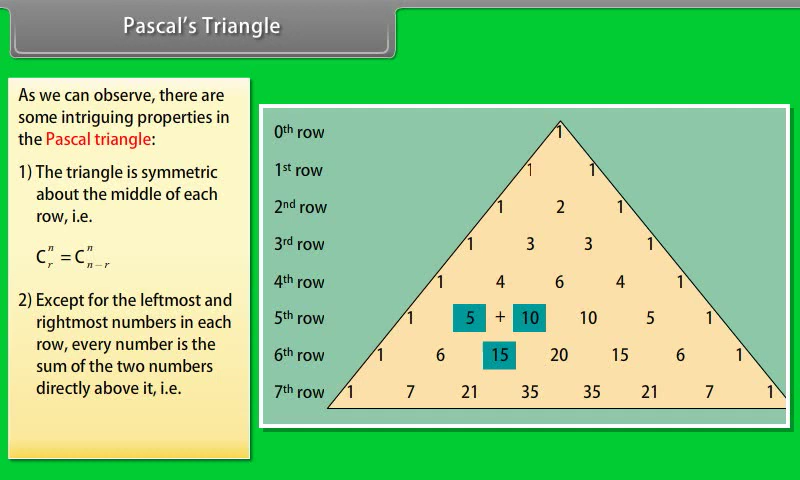 Pascal's Triangle
As we can observe, there are
some intriguing properties in
the Pascal triangle:
1) The triangle is symmetric
about the middle of each
row, i.e.
C^n_r = C^n_{n-r}
2) Except for the leftmost and
rightmost numbers in each
row, every number is the
sum of the two numbers
directly above it, i.e.
0th row 1
1st row 1 1
2nd row 1 2 1
3rd row 1 3 3 1
4th row 1 4 6 4 1
5th row 1 5 + 10 10 5 1
6th row 1 6 15 20 15 6 1
7th row 1 7 21 35 35 21 7 1